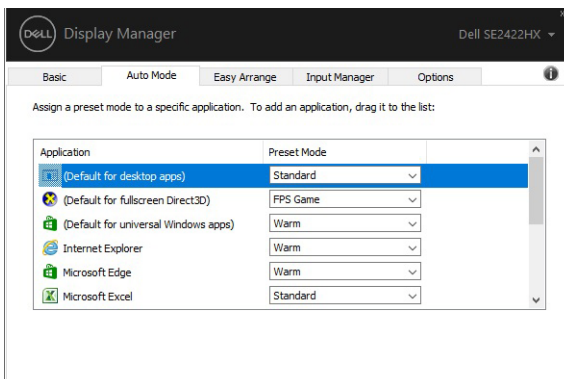 DELL Display Manager Dell SE2422HX
Basic Auto Mode Easy Arrange Input Manager Options
Assign a preset mode to a specific application. To add an application, drag it to the list:
Application Preset Mode
(Default for desktop apps) Standard
(Default for fullscreen Direct3D) FPS Game
(Default for universal Windows apps) Warm
Internet Explorer Warm
Microsoft Edge Warm
Microsoft Excel Standard